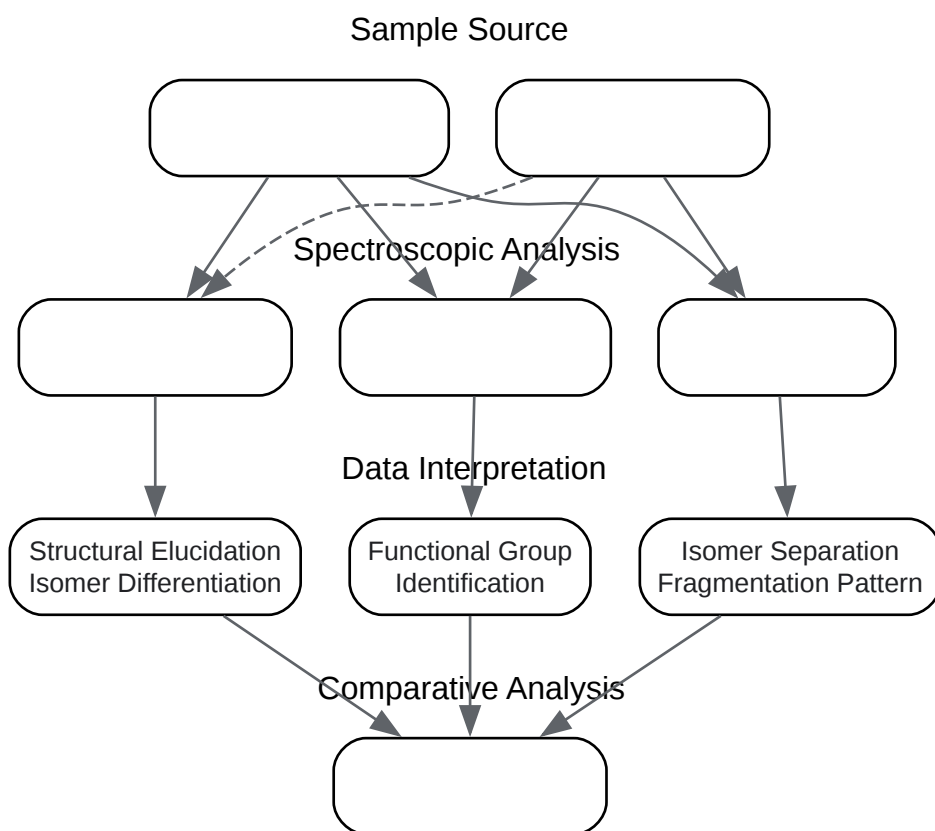 Sample Source
Spectroscopic Analysis
Data Interpretation
Structural Elucidation
Isomer Differentiation
Functional Group
Identification
Isomer Separation
Fragmentation Pattern
Comparative Analysis